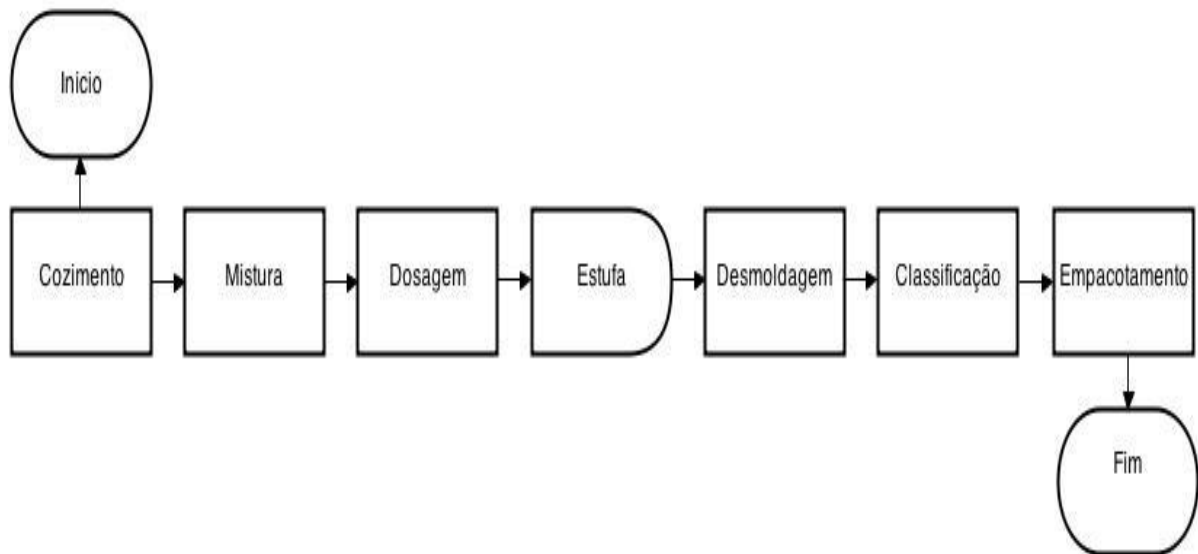 Inicio
Cozimento
Mistura
Dosagem
Estufa
Desmoldagem
Classificação
Empacotamento
Fim